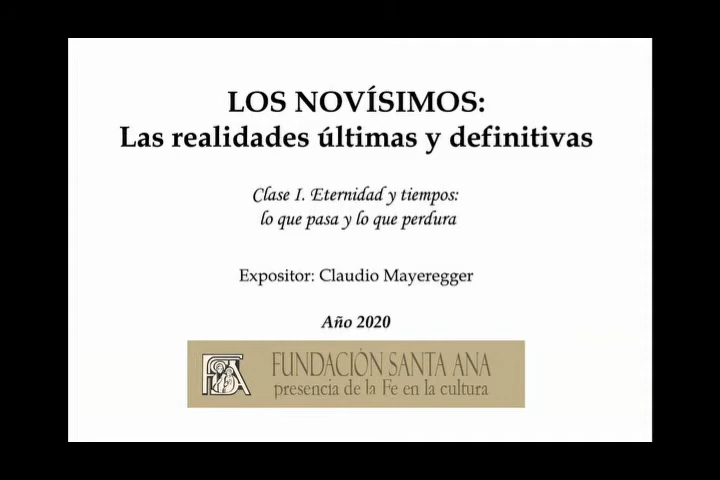 LOS NOVÍSIMOS:
Las realidades últimas y definitivas
Clase I. Eternidad y tiempos:
lo que pasa y lo que perdura
Expositor: Claudio Mayeregger
Año 2020
FSA
FUNDACIÓN SANTA ANA
presencia de la Fe en la cultura